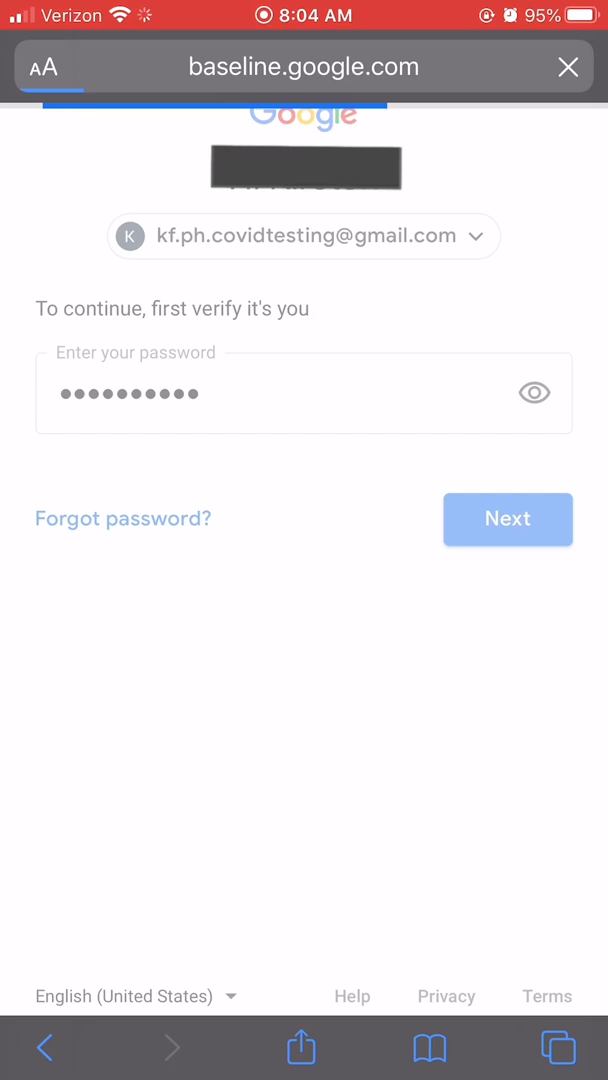 Verizon 8:04 AM 95%
AA baseline.google.com
Google
K kf.ph.covidtesting@gmail.com
To continue, first verify it's you
Enter your password
Forgot password? Next
English (United States) Help Privacy Terms